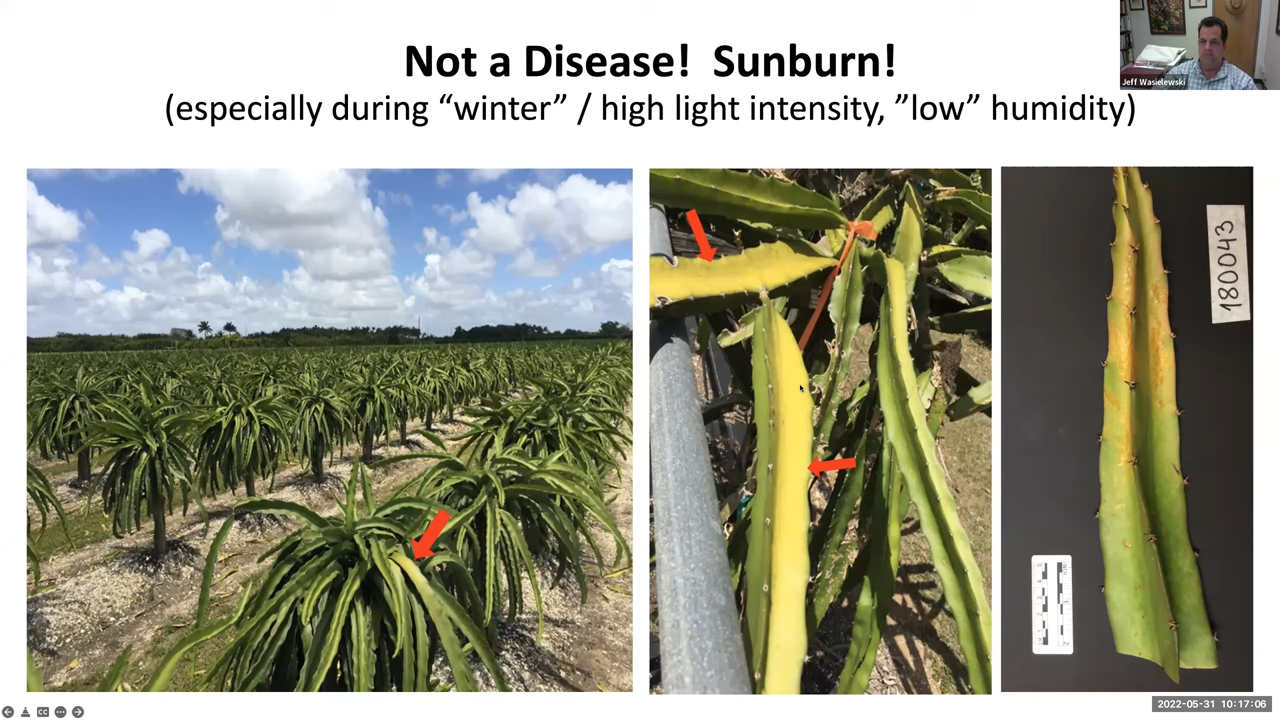 Not a Disease! Sunburn!
(especially during “winter” / high light intensity, ”low” humidity)
Jeff Wasielewski
180043
CC
2022-05-31 10:17:06